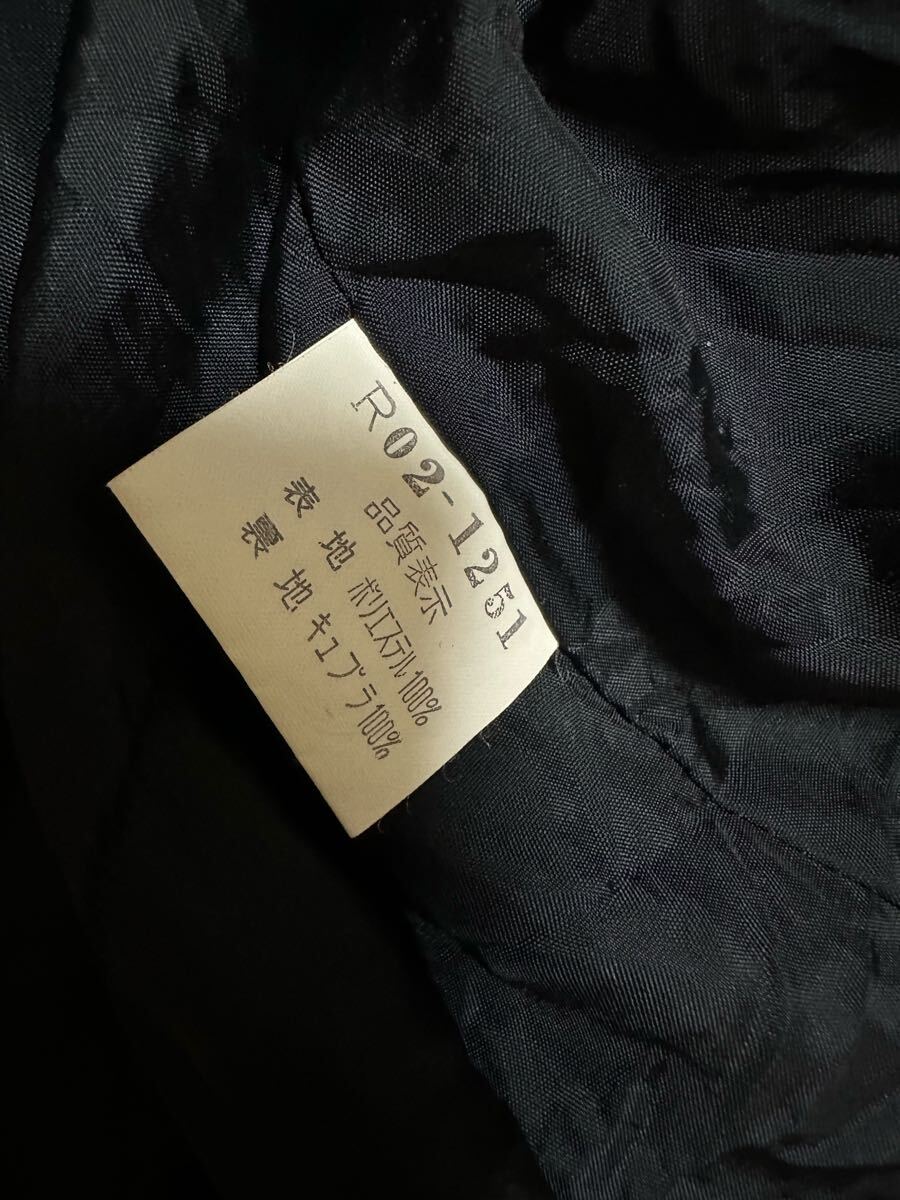 R02-1251
品質表示
表地 ポリエステル100%
裏地 キュプラ100%